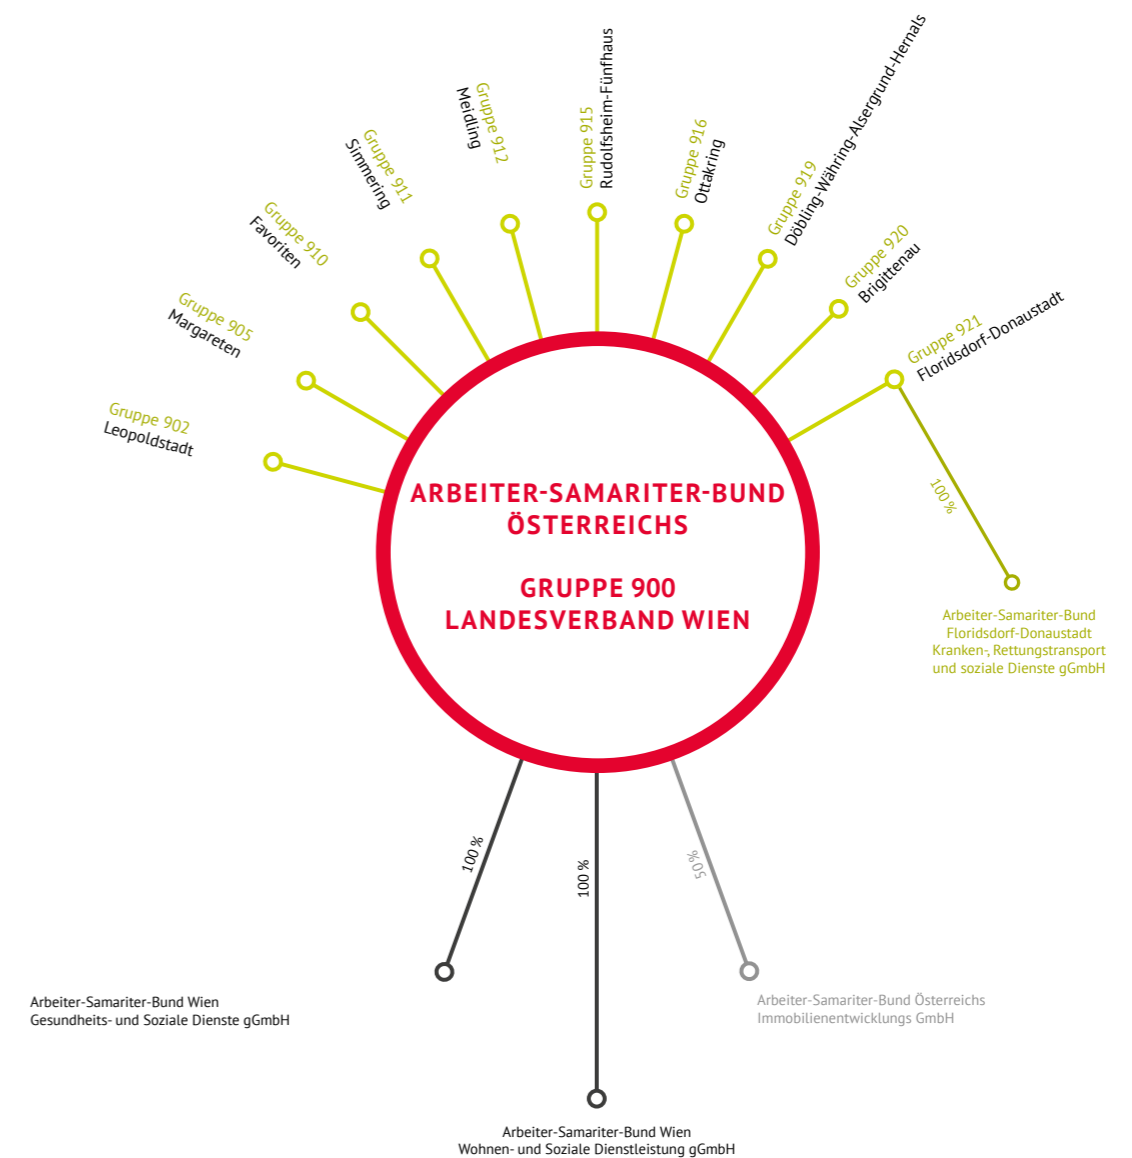 Gruppe 902
Leopoldstadt
Gruppe 905
Margareten
Gruppe 910
Favoriten
Gruppe 911
Simmering
Gruppe 912
Meidling
Gruppe 915
Rudolfsheim-Fünfhaus
Gruppe 916
Ottakring
Gruppe 919
Döbling-Währing-Alsergrund-Hernals
Gruppe 920
Brigittenau
Gruppe 921
Floridsdorf-Donaustadt
100 %
Arbeiter-Samariter-Bund
Floridsdorf-Donaustadt
Kranken-, Rettungstransport
und soziale Dienste gGmbH
ARBEITER-SAMARITER-BUND
ÖSTERREICHS
GRUPPE 900
LANDESVERBAND WIEN
100 %
100 %
50%
Arbeiter-Samariter-Bund Wien
Gesundheits- und Soziale Dienste gGmbH
Arbeiter-Samariter-Bund Österreichs
Immobilienentwicklungs GmbH
Arbeiter-Samariter-Bund Wien
Wohnen- und Soziale Dienstleistung gGmbH